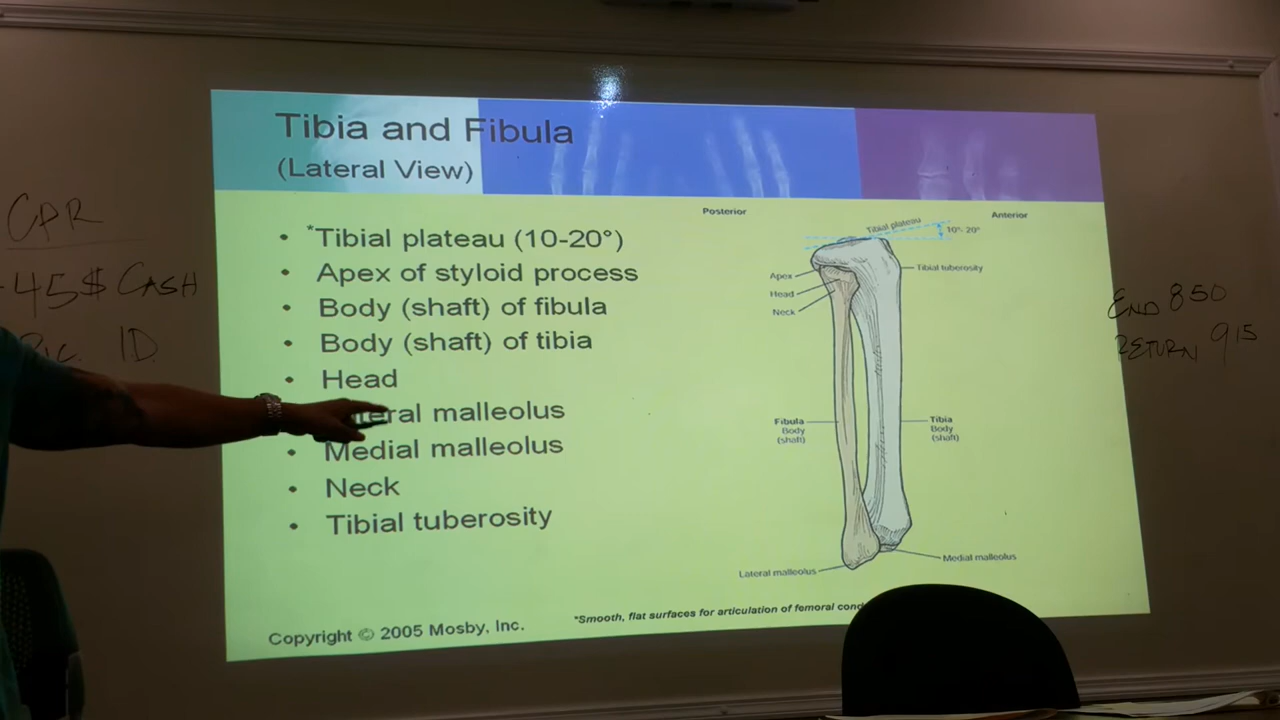 Tibia and Fibula
(Lateral View)
*Tibial plateau (10-20°)
Apex of styloid process
Body (shaft) of fibula
Body (shaft) of tibia
Head
malleolus
Medial malleolus
Neck
Tibial tuberosity
Copyright © 2005 Mosby, Inc.
Posterior
Anterior
Tibial plateau
10°- 20°
Apex
Head
Neck
Tibial tuberosity
Fibula
Body
(shaft)
Tibia
Body
(shaft)
Lateral malleolus
Medial malleolus
*Smooth, flat surfaces for articulation of femoral
CPR
45$ CASH
ID
END 850
RETURN 915